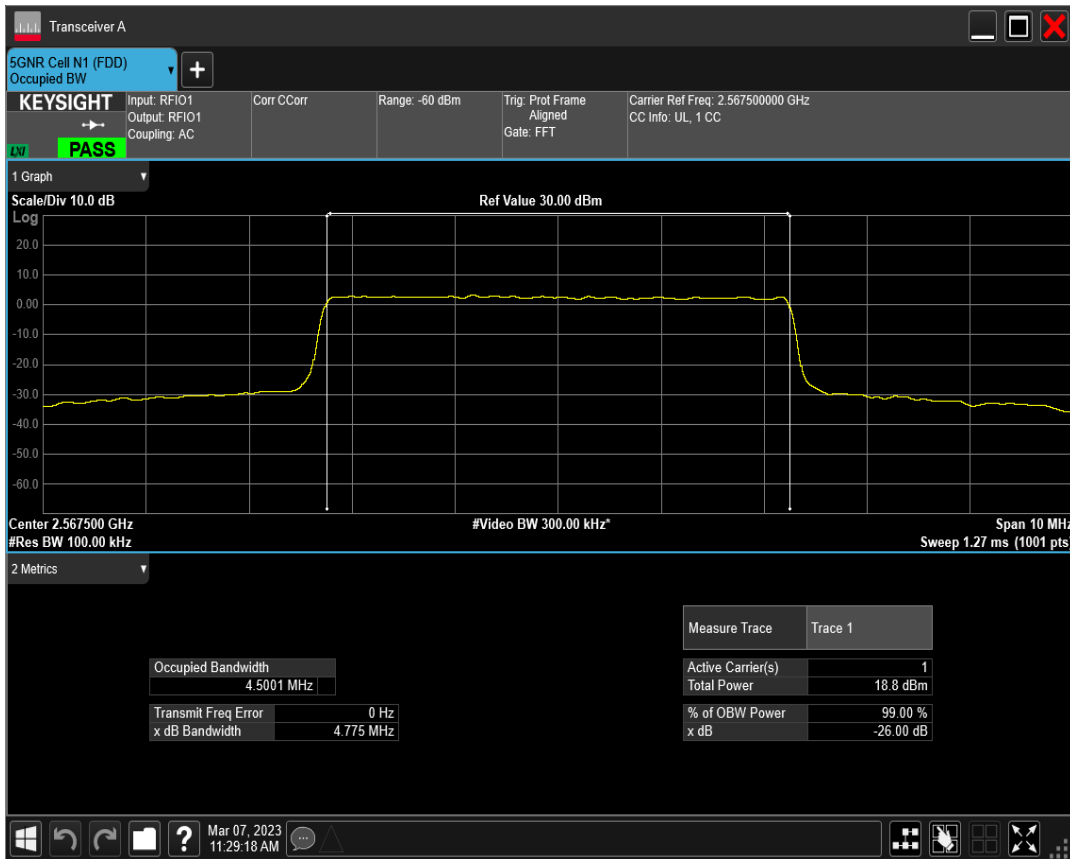 Transceiver A
5GNR Cell N1 (FDD)
Occupied BW
+
KEYSIGHT
LXI
PASS
Input: RFIO1
Output: RFIO1
Coupling: AC
Corr CCorr
Range: -60 dBm
Trig: Prot Frame
Aligned
Gate: FFT
Carrier Ref Freq: 2.567500000 GHz
CC Info: UL, 1 CC
1 Graph
Scale/Div 10.0 dB
Ref Value 30.00 dBm
Log
20.0
10.0
0.00
-10.0
-20.0
-30.0
-40.0
-50.0
-60.0
Center 2.567500 GHz
#Video BW 300.00 kHz*
Span 10 MHz
#Res BW 100.00 kHz
Sweep 1.27 ms (1001 pts)
2 Metrics
Measure Trace Trace 1
Occupied Bandwidth
4.5001 MHz
Active Carrier(s) 1
Total Power 18.8 dBm
Transmit Freq Error 0 Hz
x dB Bandwidth 4.775 MHz
% of OBW Power 99.00 %
x dB -26.00 dB
?
Mar 07, 2023
11:29:18 AM